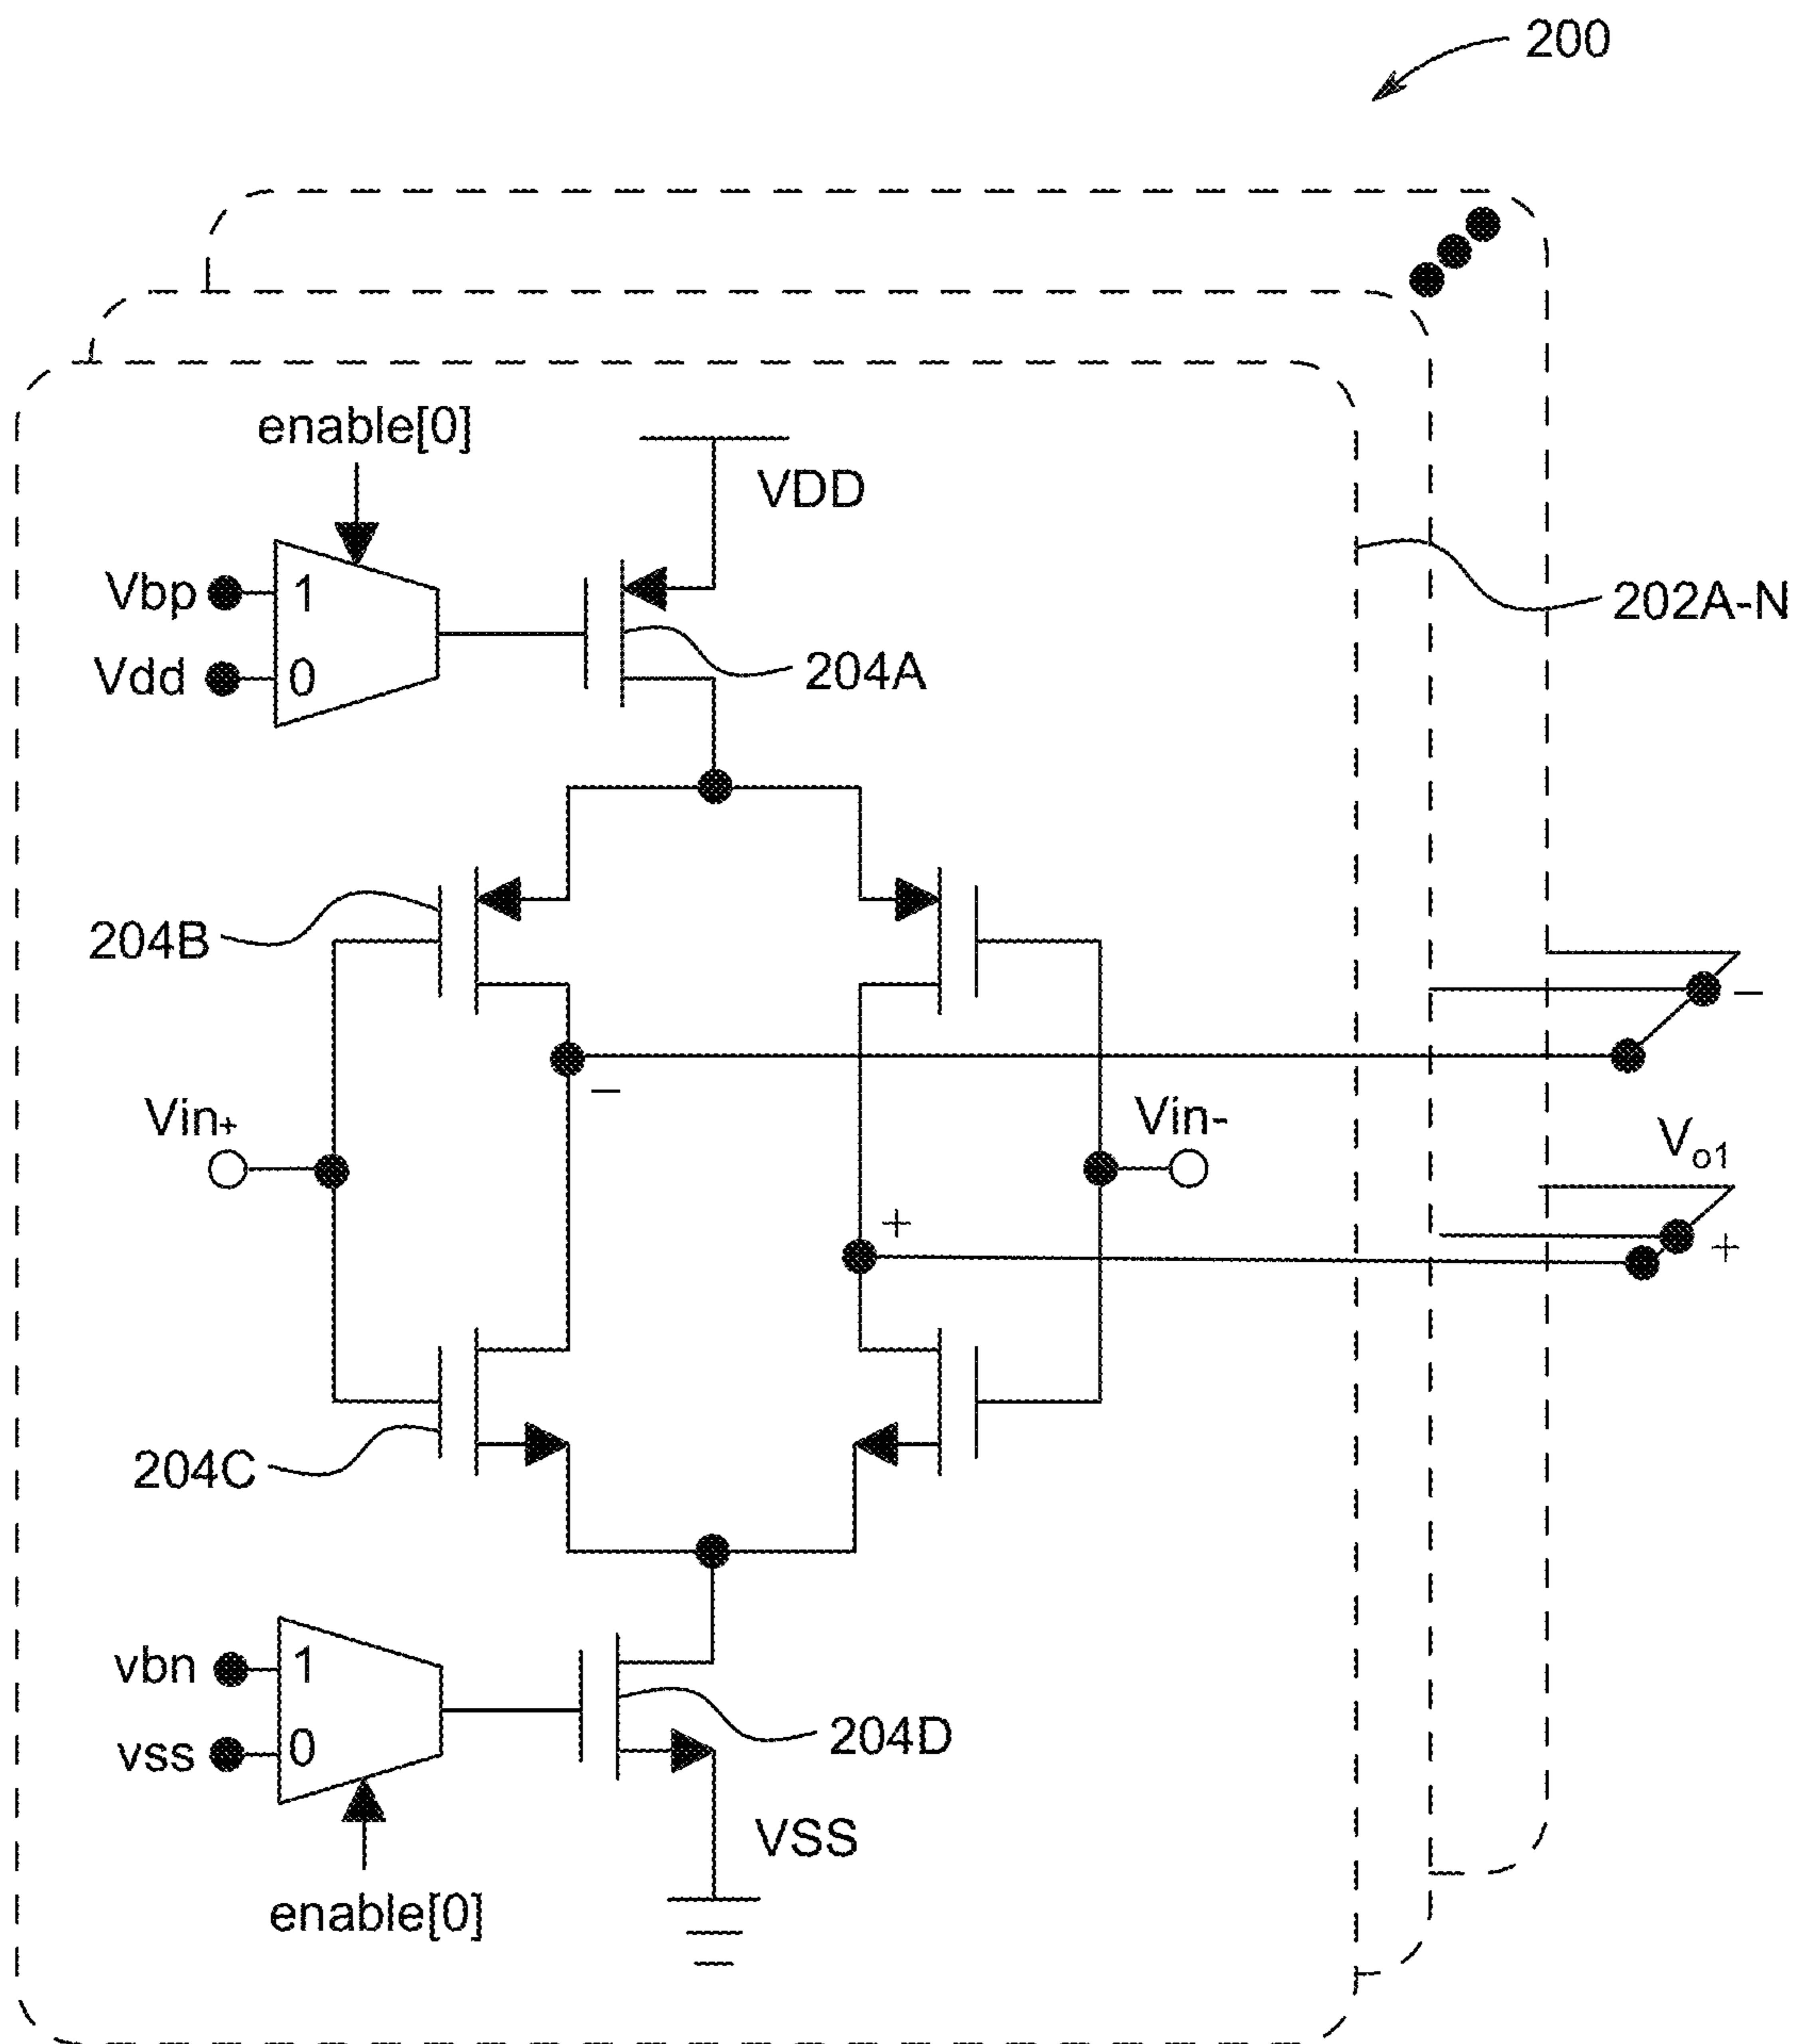 200
enable[0]
VDD
Vbp
1
202A-N
Vdd
0
204A
204B
−
−
Vin+
Vin-
Vo1
+
+
204C
vbn
1
vss
0
204D
VSS
enable[0]